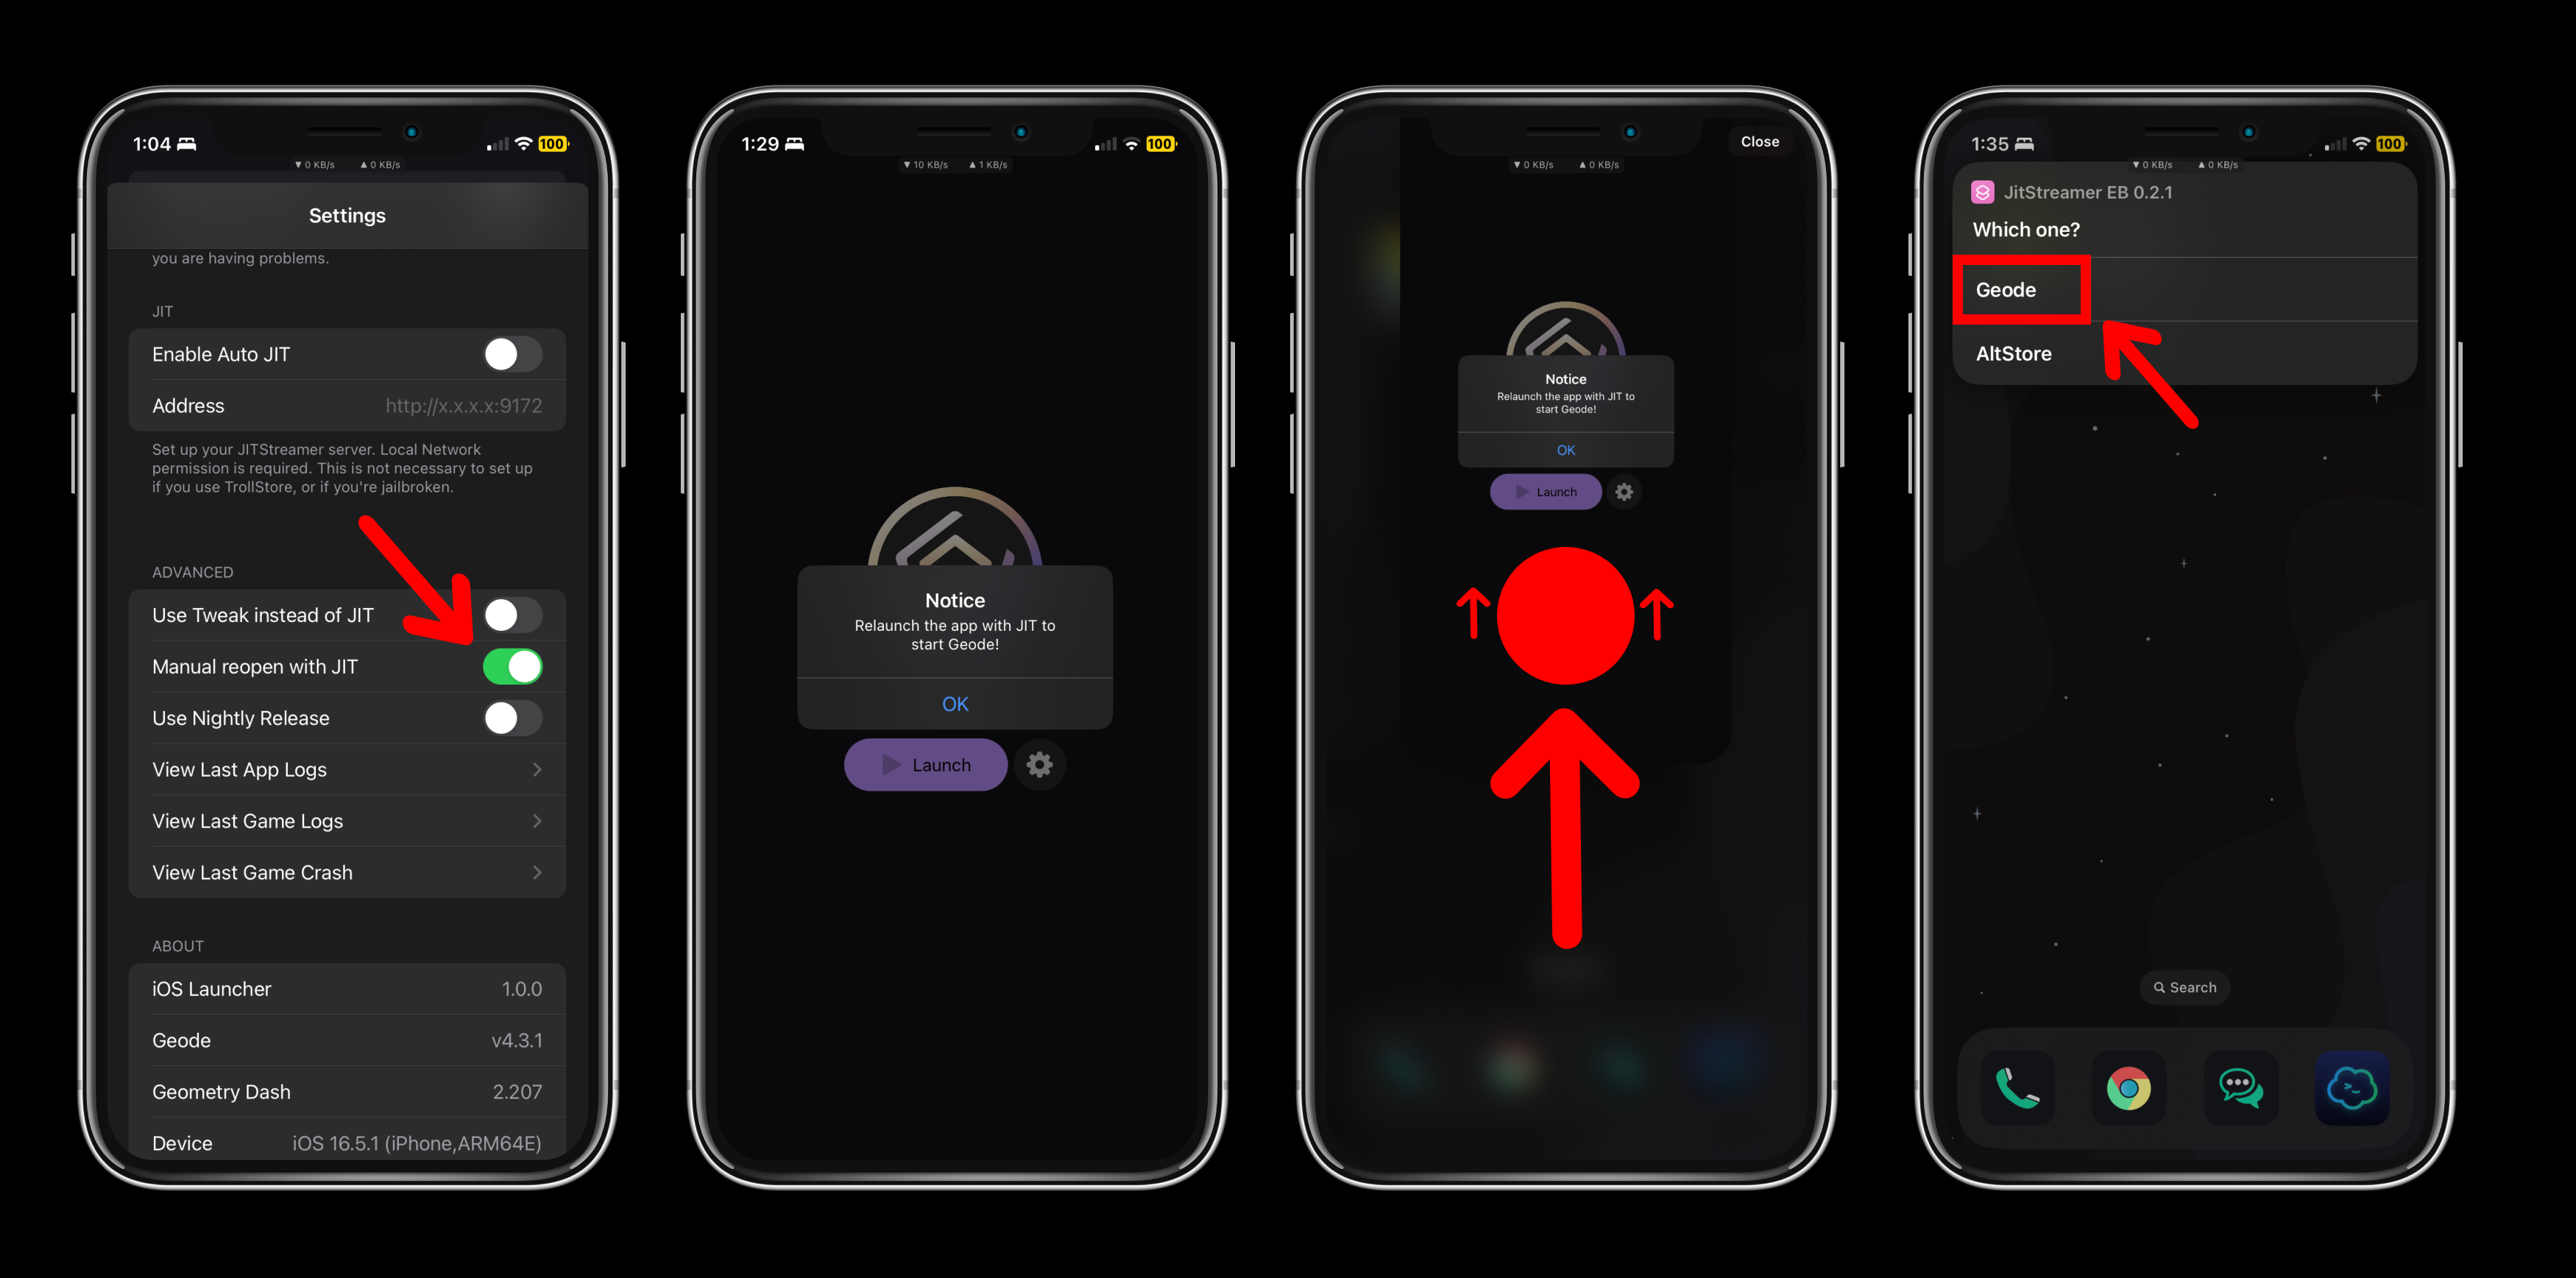 1:04
100
▼ 0 KB/s ▲ 0 KB/s
Settings
you are having problems.
JIT
Enable Auto JIT
Address http://x.x.x.x:9172
Set up your JITStreamer server. Local Network
permission is required. This is not necessary to set up
if you use TrollStore, or if you're jailbroken.
ADVANCED
Use Tweak instead of JIT
Manual reopen with JIT
Use Nightly Release
View Last App Logs
View Last Game Logs
View Last Game Crash
ABOUT
iOS Launcher 1.0.0
Geode v4.3.1
Geometry Dash 2.207
Device iOS 16.5.1 (iPhone,ARM64E)
1:29
100
▼ 10 KB/s ▲ 1 KB/s
Notice
Relaunch the app with JIT to
start Geode!
OK
Launch
Close
▼ 0 KB/s ▲ 0 KB/s
Notice
Relaunch the app with JIT to
start Geode!
OK
Launch
1:35
100
▼ 0 KB/s ▲ 0 KB/s
JitStreamer EB 0.2.1
Which one?
Geode
AltStore
Search